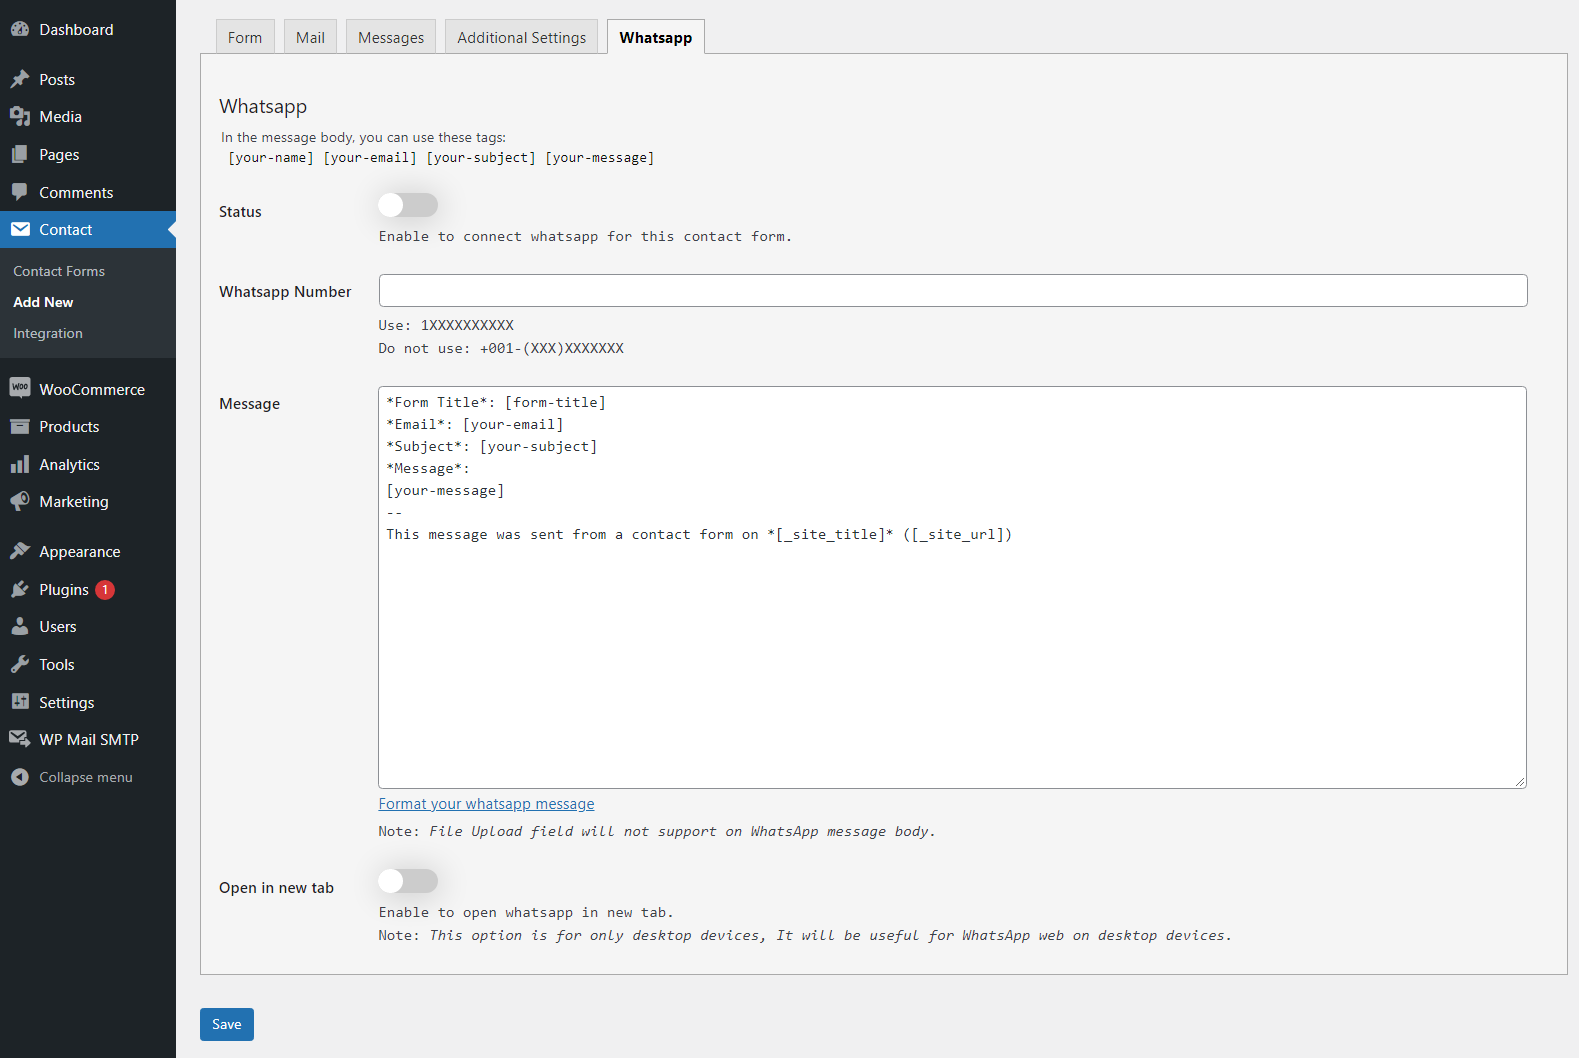 Dashboard
Posts
Media
Pages
Comments
Contact
Contact Forms
Add New
Integration
WOO WooCommerce
Products
Analytics
Marketing
Appearance
Plugins 1
Users
Tools
Settings
WP Mail SMTP
Collapse menu
Form Mail Messages Additional Settings Whatsapp
Whatsapp
In the message body, you can use these tags:
[your-name] [your-email] [your-subject] [your-message]
Status
Enable to connect whatsapp for this contact form.
Whatsapp Number
Use: 1XXXXXXXXXX
Do not use: +001-(XXX)XXXXXXX
Message
*Form Title*: [form-title]
*Email*: [your-email]
*Subject*: [your-subject]
*Message*:
[your-message]
--
This message was sent from a contact form on *[_site_title]* ([_site_url])
Format your whatsapp message
Note: File Upload field will not support on WhatsApp message body.
Open in new tab
Enable to open whatsapp in new tab.
Note: This option is for only desktop devices, It will be useful for WhatsApp web on desktop devices.
Save